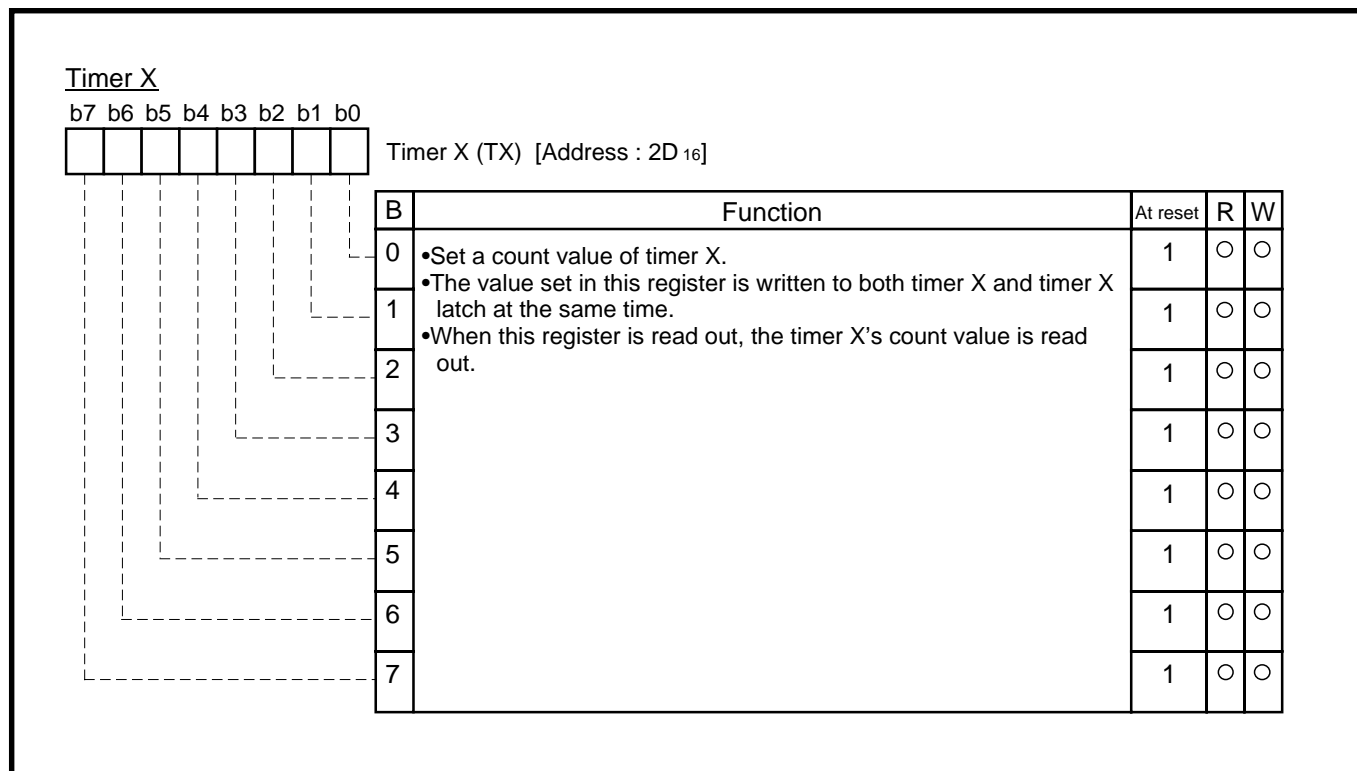 Timer X
b7 b6 b5 b4 b3 b2 b1 b0
Timer X (TX) [Address : 2D 16]
B Function At reset R W
0 •Set a count value of timer X. 1 ○ ○
•The value set in this register is written to both timer X and timer X
1 latch at the same time. 1 ○ ○
•When this register is read out, the timer X’s count value is read
2 out. 1 ○ ○
3 1 ○ ○
4 1 ○ ○
5 1 ○ ○
6 1 ○ ○
7 1 ○ ○